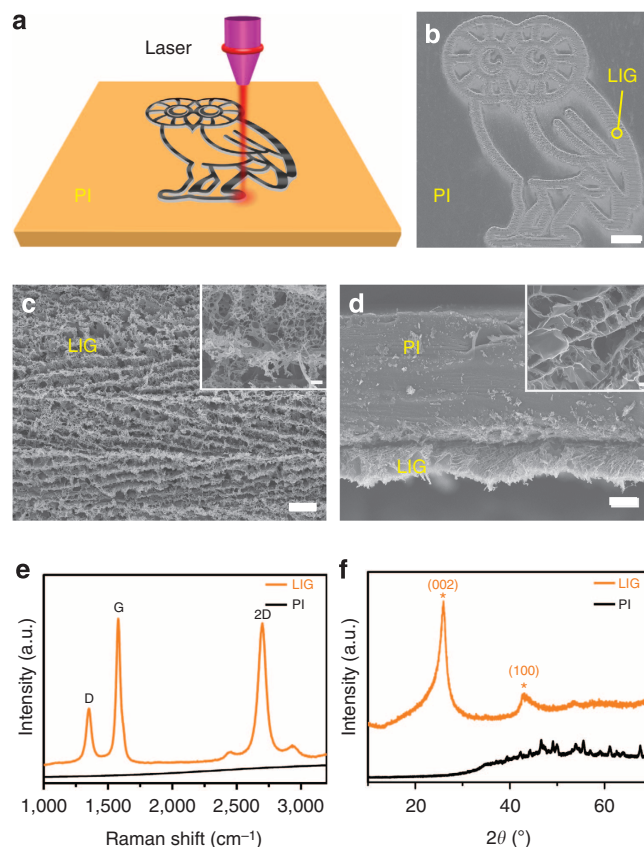 a
Laser
PI
b
LIG
PI
c
LIG
d
PI
LIG
e
LIG
PI
D
G
2D
Intensity (a.u.)
1,000 1,500 2,000 2,500 3,000
Raman shift (cm⁻¹)
f
LIG
PI
(002)
*
(100)
*
Intensity (a.u.)
20 40 60
2θ (°)